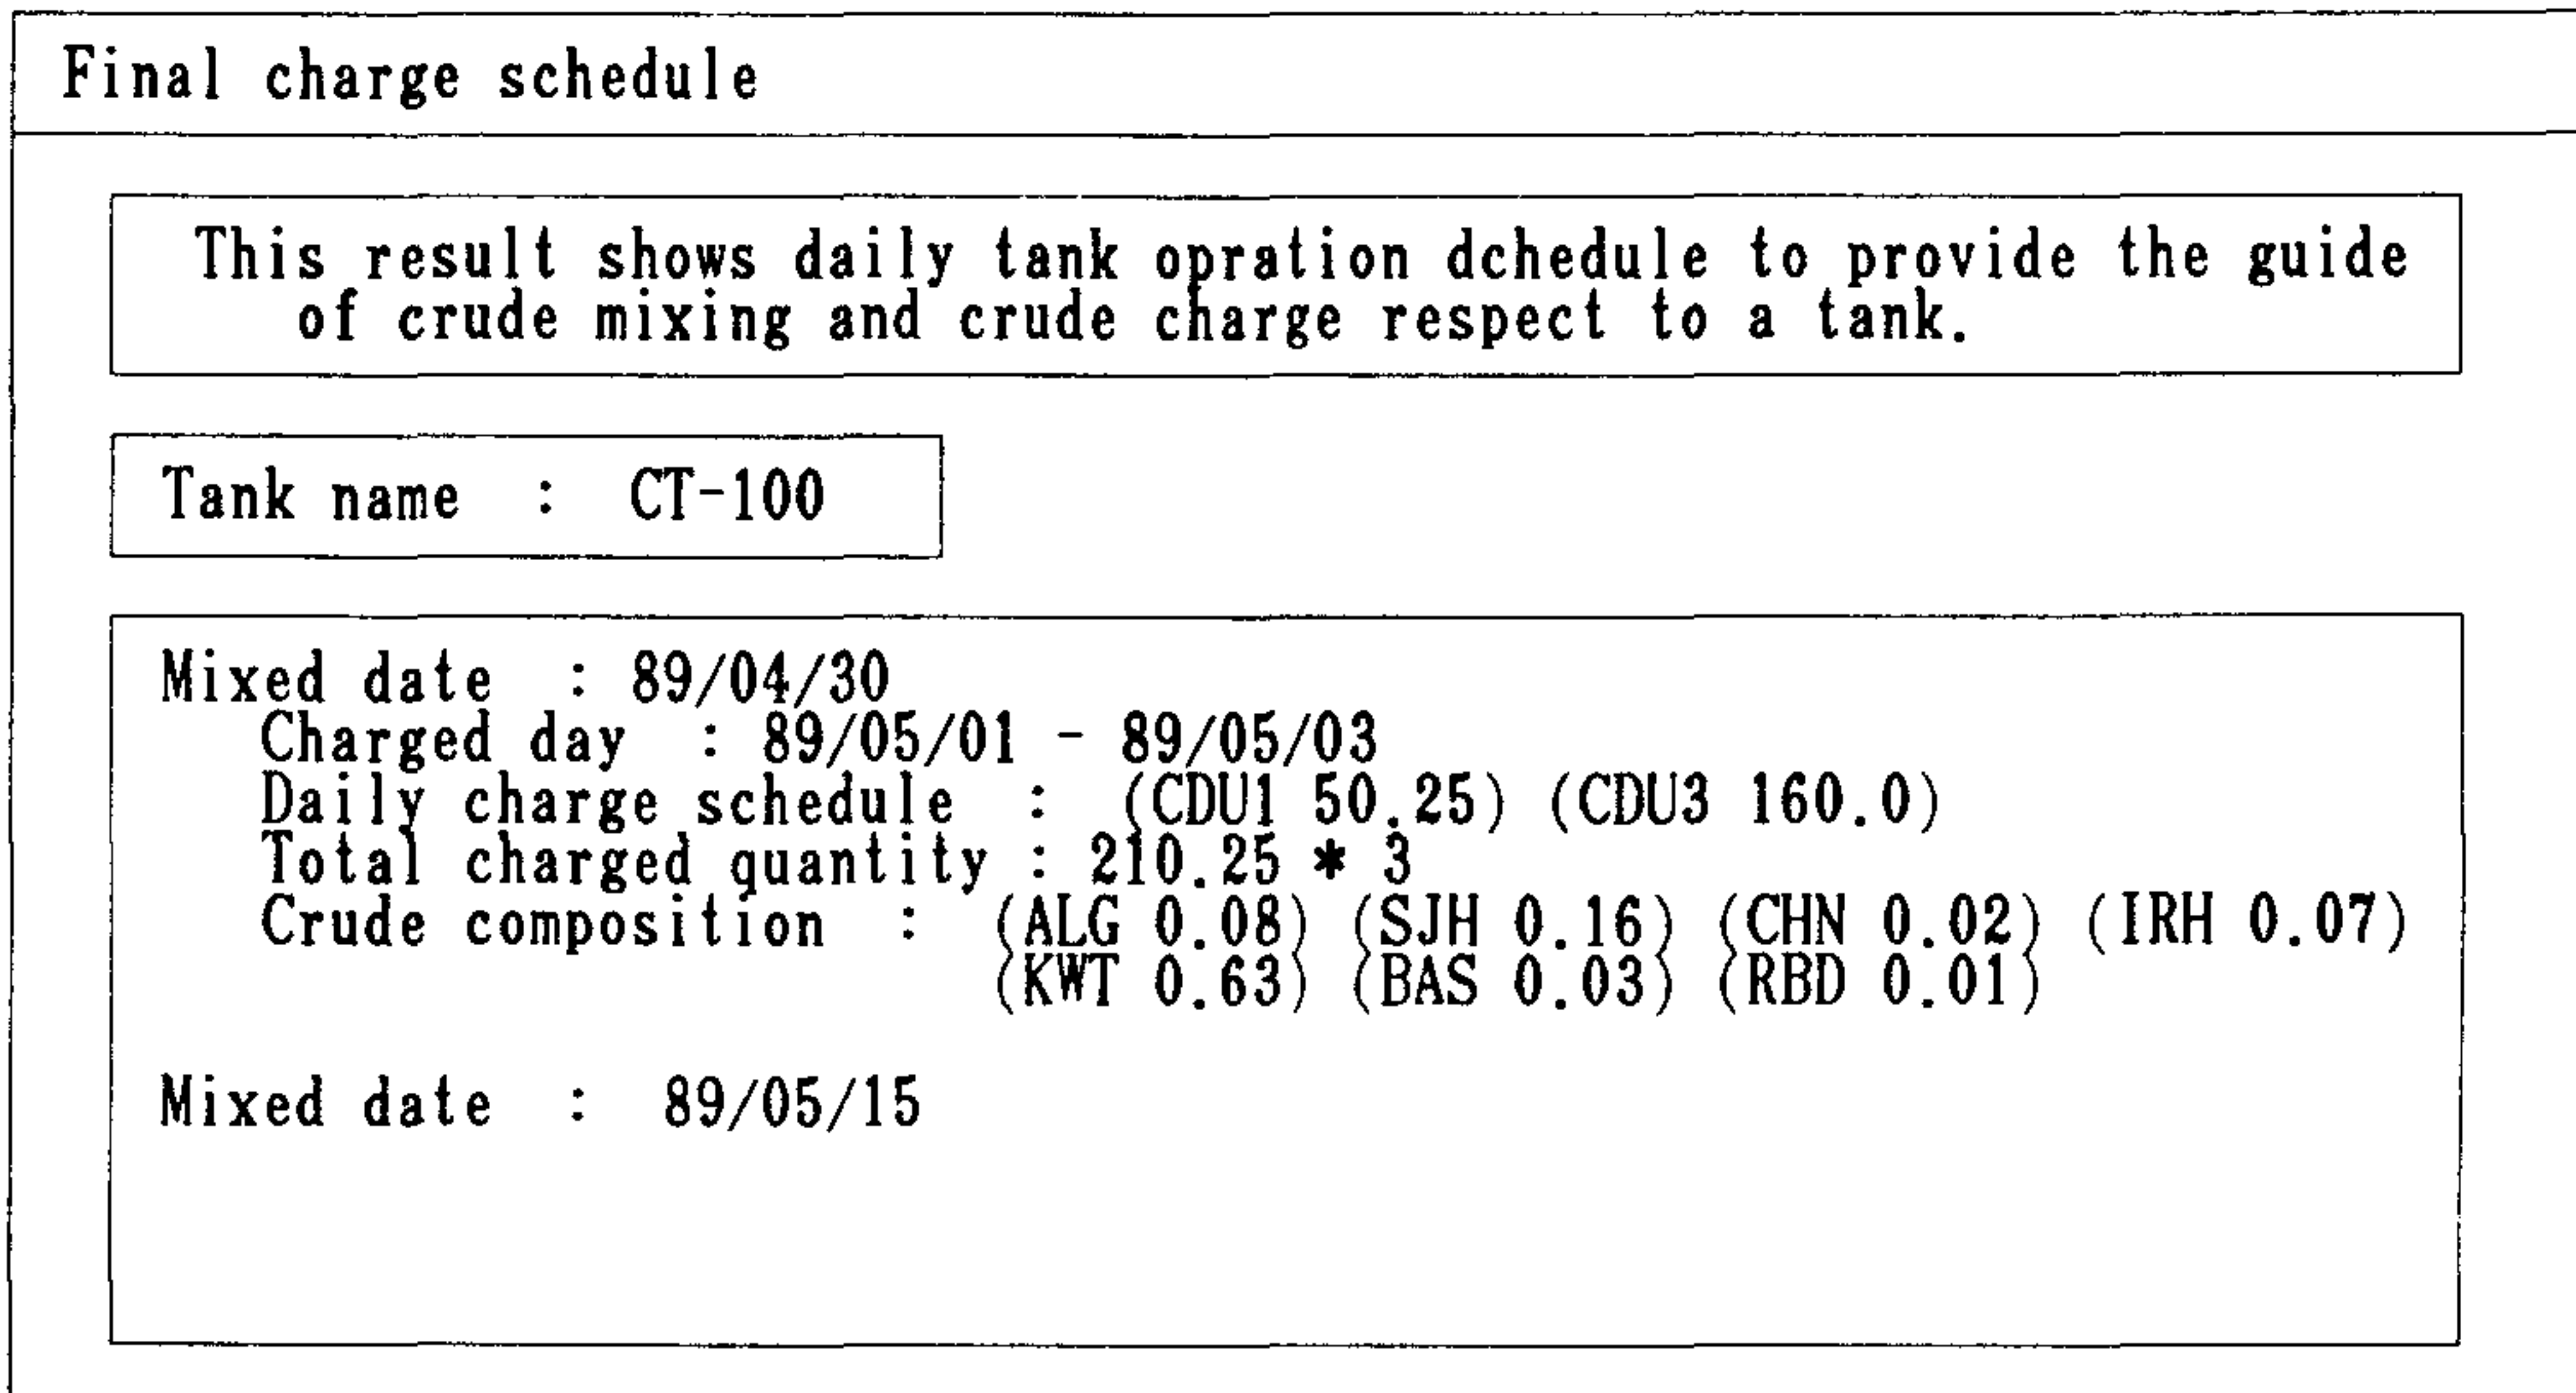 Final charge schedule
This result shows daily tank opration dchedule to provide the guide
of crude mixing and crude charge respect to a tank.
Tank name : CT-100
Mixed date : 89/04/30
Charged day : 89/05/01 - 89/05/03
Daily charge schedule : (CDU1 50.25) (CDU3 160.0)
Total charged quantity : 210.25 * 3
Crude composition : (ALG 0.08) (SJH 0.16) (CHN 0.02) (IRH 0.07)
(KWT 0.63) (BAS 0.03) (RBD 0.01)
Mixed date : 89/05/15